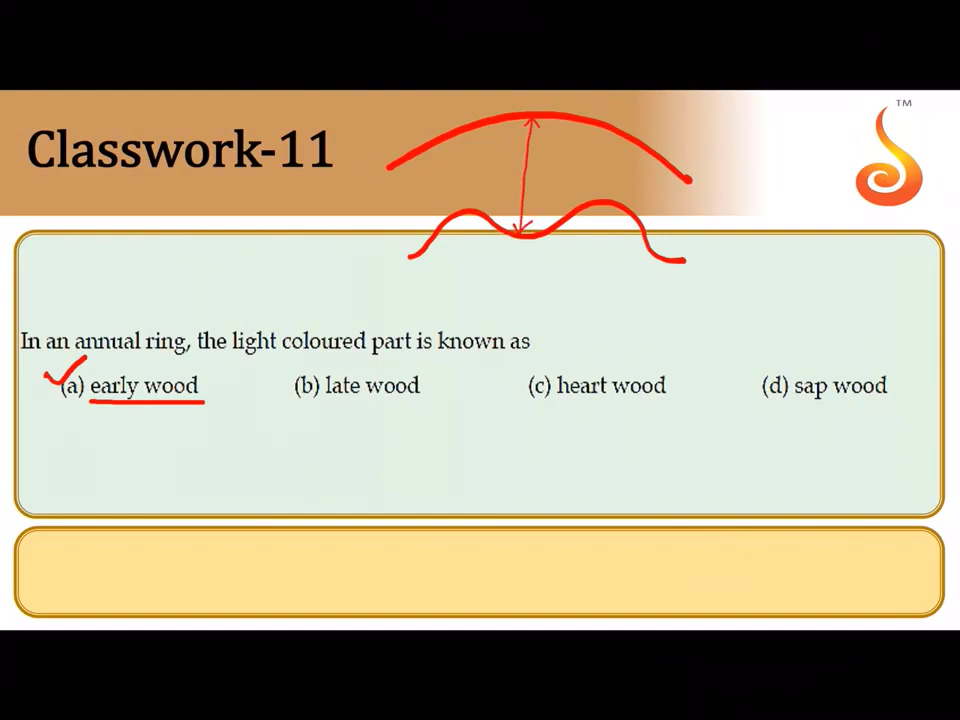 TM
Classwork-11
In an annual ring, the light coloured part is known as
(a) early wood (b) late wood (c) heart wood (d) sap wood